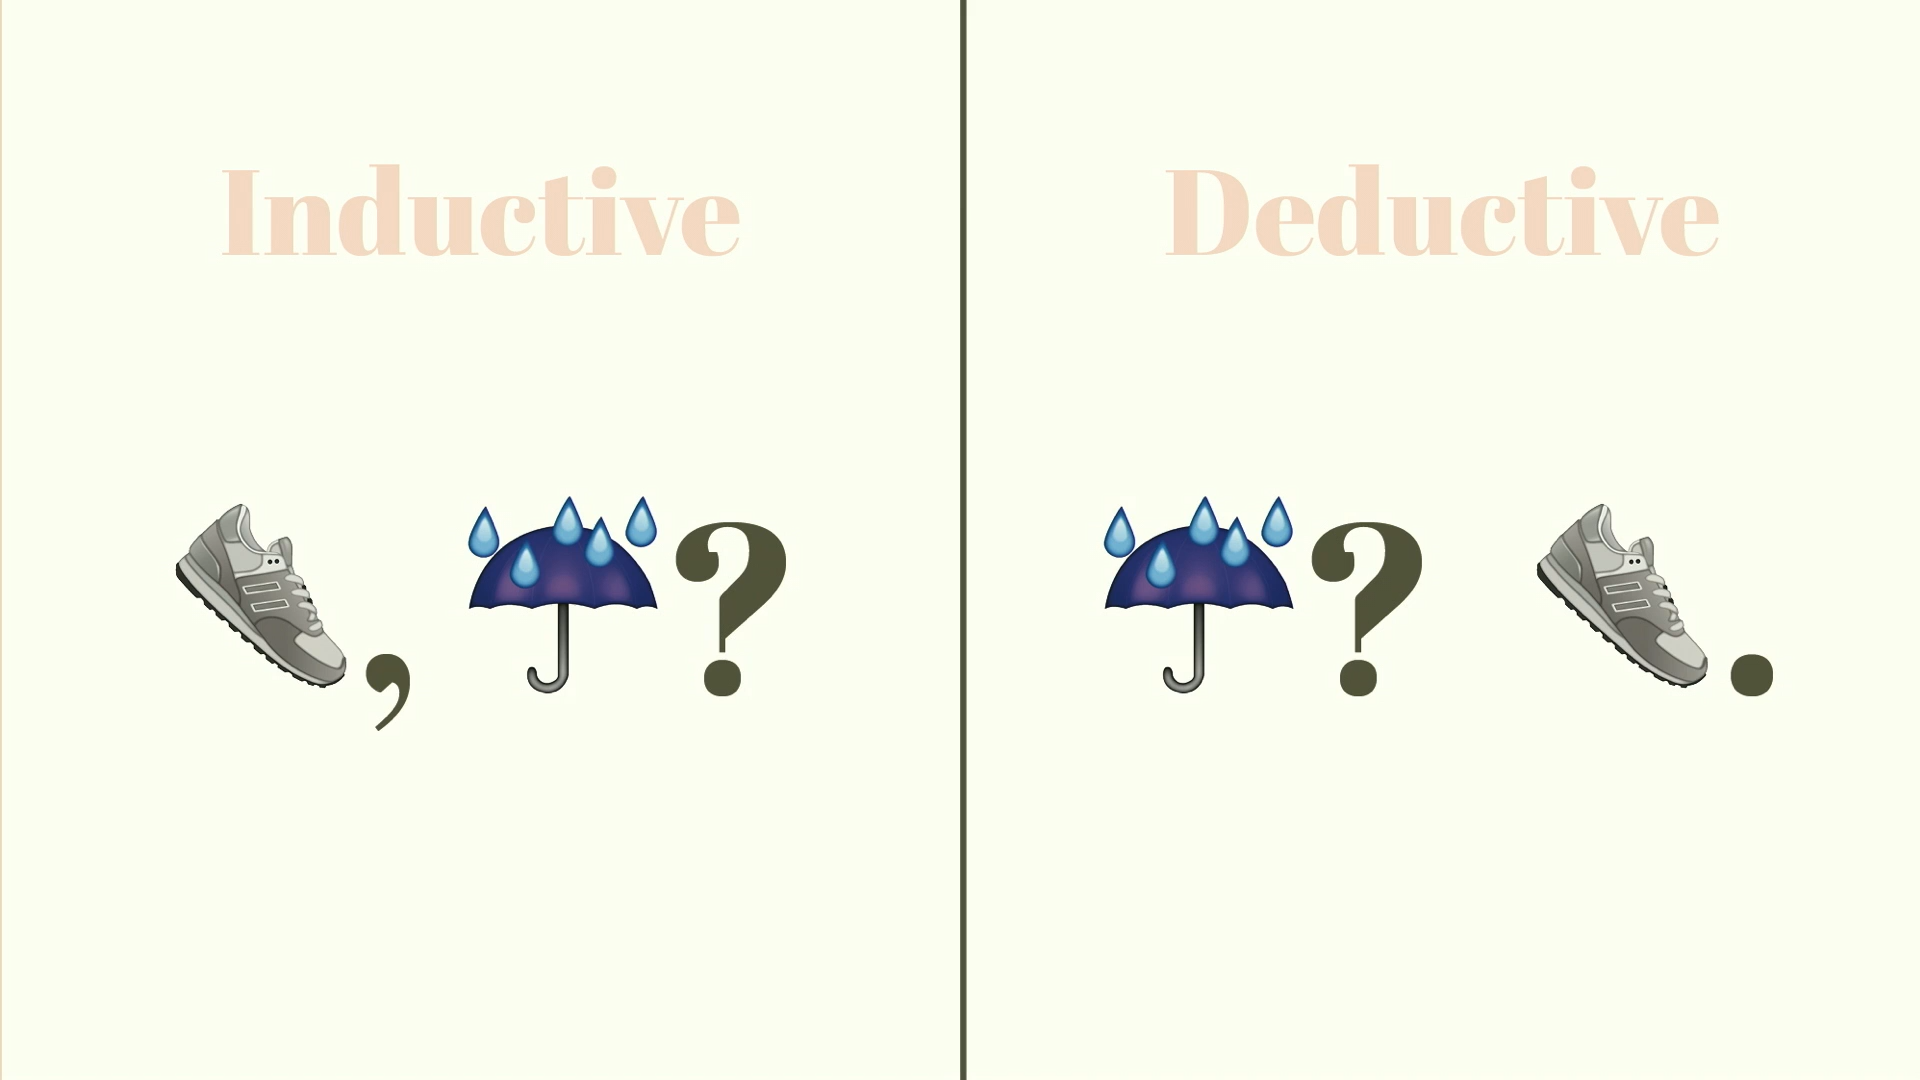 Inductive
Deductive
, ?
? .